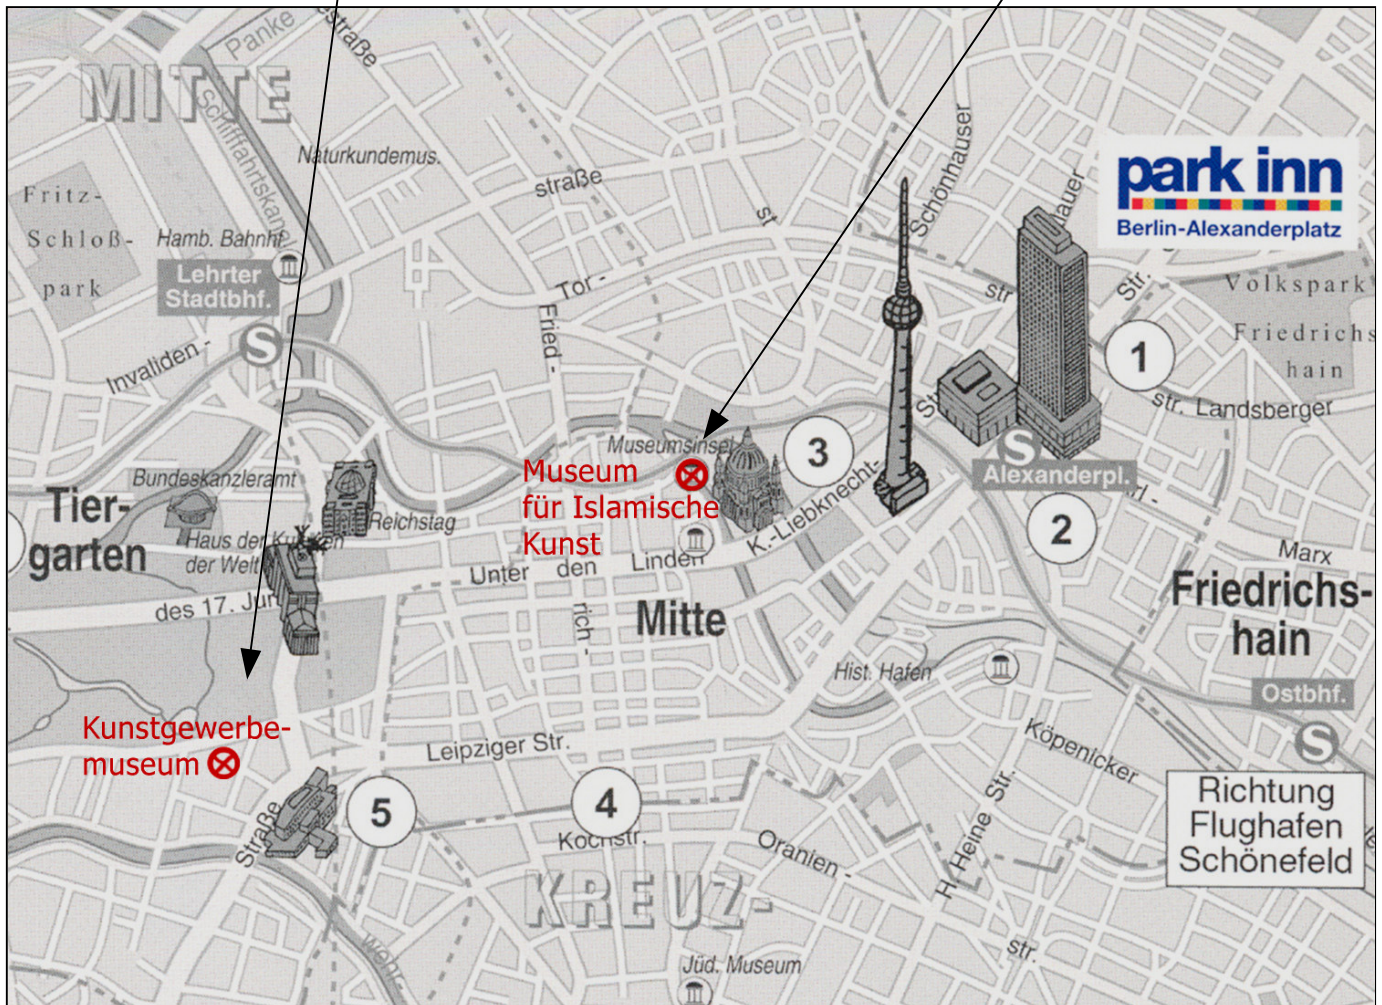 Panke
straße
MITTE
Schiffahrtskanal
Naturkundemus.
straße
Schönhauser
park inn
Berlin-Alexanderplatz
Fritz-
Schloß-
park
Hamb. Bahnhf.
Lehrter
Stadtbhf.
S
Invaliden -
Tor -
Fried -
st
str
Str.
Volkspark
Friedrichs
hain
1
str. Landsberger
Str
Museumsinsel
3
S
Alexanderpl.
Museum
für Islamische
Kunst
K.-Liebknecht-
2
Bundeskanzleramt
Tier-
garten
Reichstag
Haus der Kulturen
der Welt
Unter den Linden
des 17. Juni
rich -
Mitte
Marx
Friedrichs-
hain
Hist. Hafen
Ostbhf.
S
Kunstgewerbe-
museum
Leipziger Str.
Köpenicker
Richtung
Flughafen
Schönefeld
5
4
Straße
Kochstr.
Oranien -
H. Heine Str.
KREUZ-
str.
Jüd. Museum